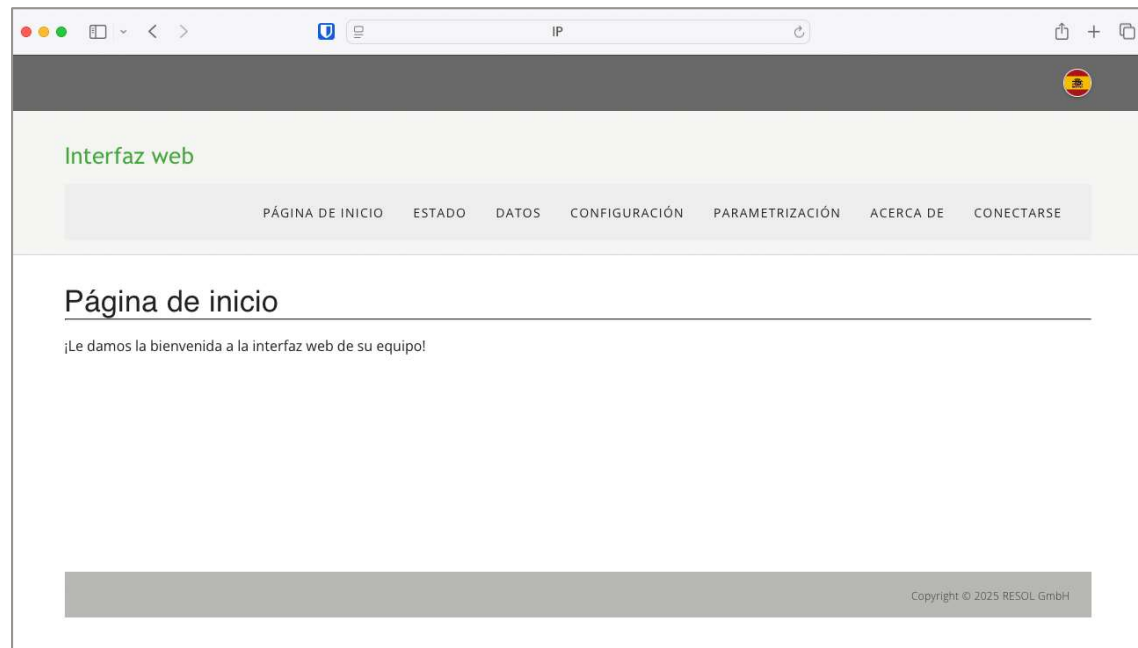 IP
Interfaz web
PÁGINA DE INICIO ESTADO DATOS CONFIGURACIÓN PARAMETRIZACIÓN ACERCA DE CONECTARSE
Página de inicio
¡Le damos la bienvenida a la interfaz web de su equipo!
Copyright © 2025 RESOL GmbH